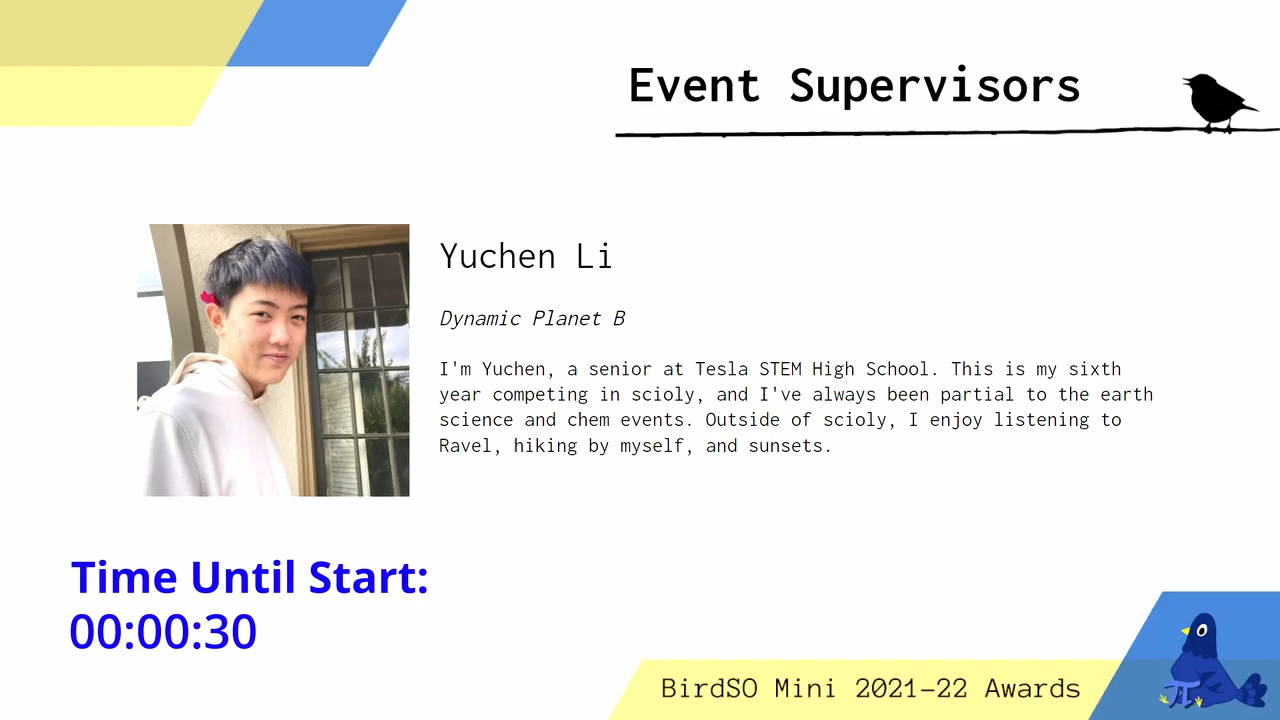 Event Supervisors
Yuchen Li
Dynamic Planet B
I'm Yuchen, a senior at Tesla STEM High School. This is my sixth
year competing in scioly, and I've always been partial to the earth
science and chem events. Outside of scioly, I enjoy listening to
Ravel, hiking by myself, and sunsets.
Time Until Start:
00:00:30
BirdSO Mini 2021-22 Awards